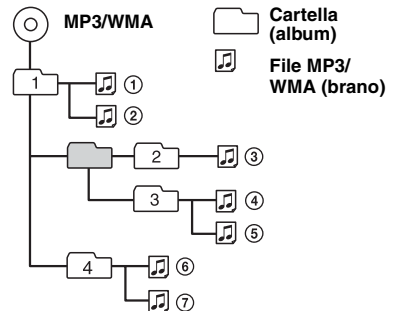 MP3/WMA
Cartella
(album)
File MP3/
WMA (brano)
1
①
②
2
③
3
④
⑤
4
⑥
⑦